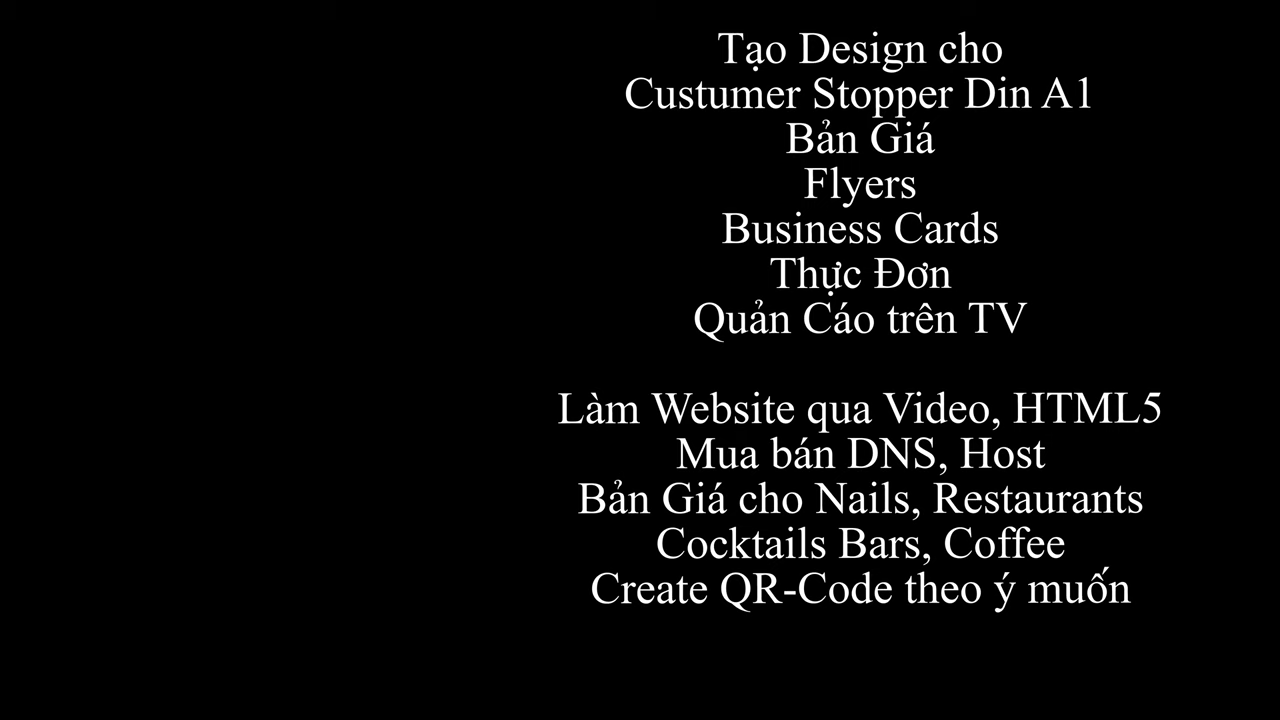 Tạo Design cho
Custumer Stopper Din A1
Bản Giá
Flyers
Business Cards
Thực Đơn
Quản Cáo trên TV
Làm Website qua Video, HTML5
Mua bán DNS, Host
Bản Giá cho Nails, Restaurants
Cocktails Bars, Coffee
Create QR-Code theo ý muốn